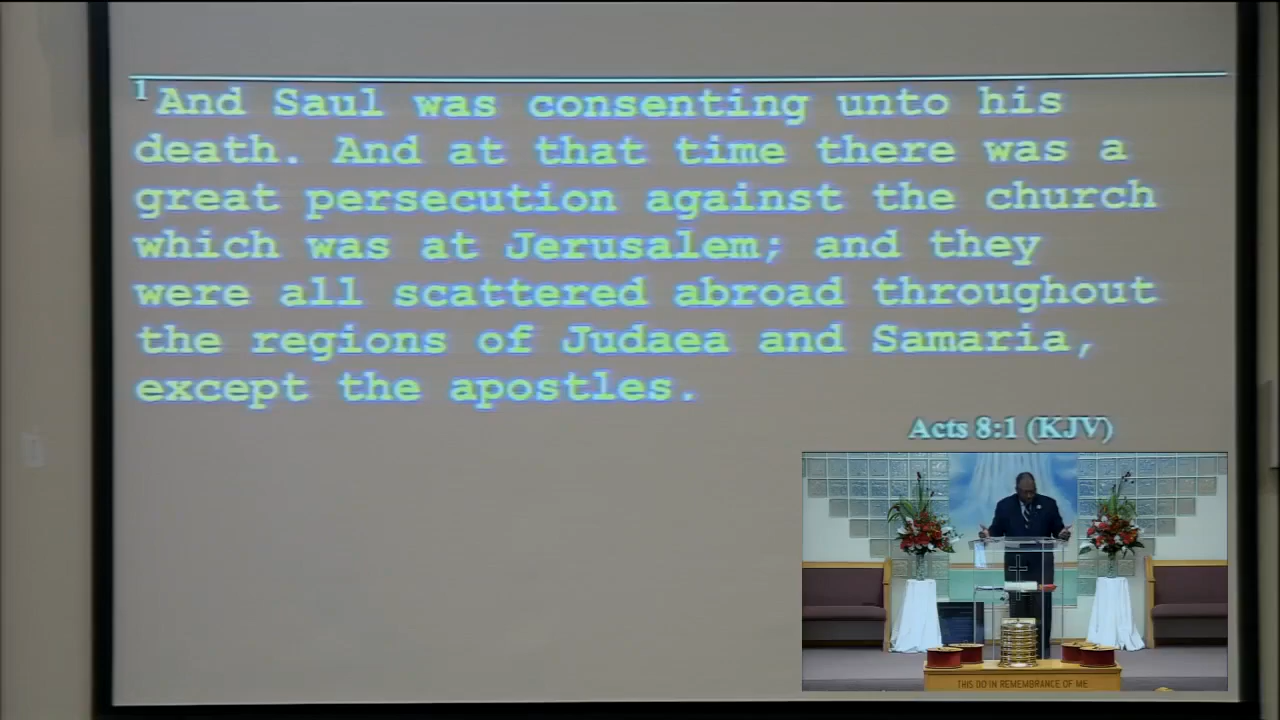 1 And Saul was consenting unto his
death. And at that time there was a
great persecution against the church
which was at Jerusalem; and they
were all scattered abroad throughout
the regions of Judaea and Samaria,
except the apostles.
Acts 8:1 (KJV)
THIS DO IN REMEMBRANCE OF ME